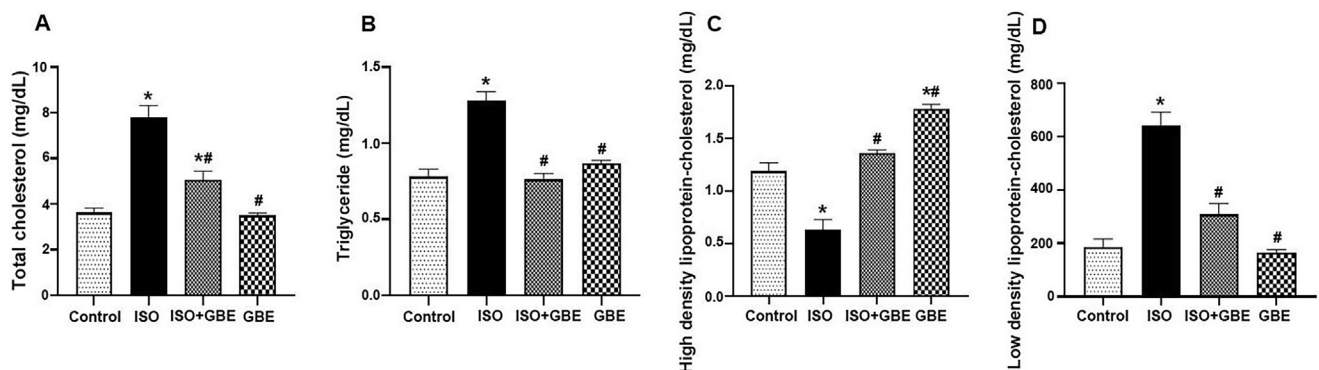 A
Total cholesterol (mg/dL)
10
8
6
4
2
0
*
*#
#
Control ISO ISO+GBE GBE
B
Triglyceride (mg/dL)
1.5
1.0
0.5
0.0
*
#
#
Control ISO ISO+GBE GBE
C
High density lipoprotein-cholesterol (mg/dL)
2.0
1.5
1.0
0.5
0.0
*
#
*#
Control ISO ISO+GBE GBE
D
Low density lipoprotein-cholesterol (mg/dL)
800
600
400
200
0
*
#
#
Control ISO ISO+GBE GBE